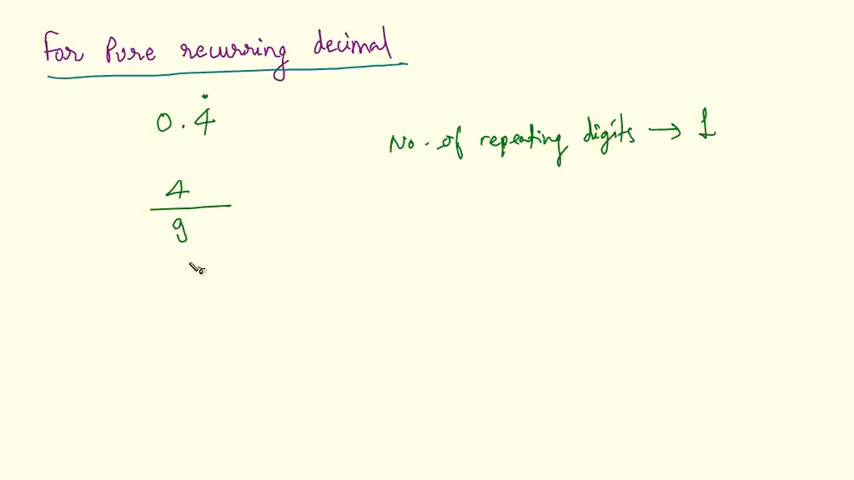 For Pure recurring decimal
0.4̇
No. of repeating digits → 1
4
9